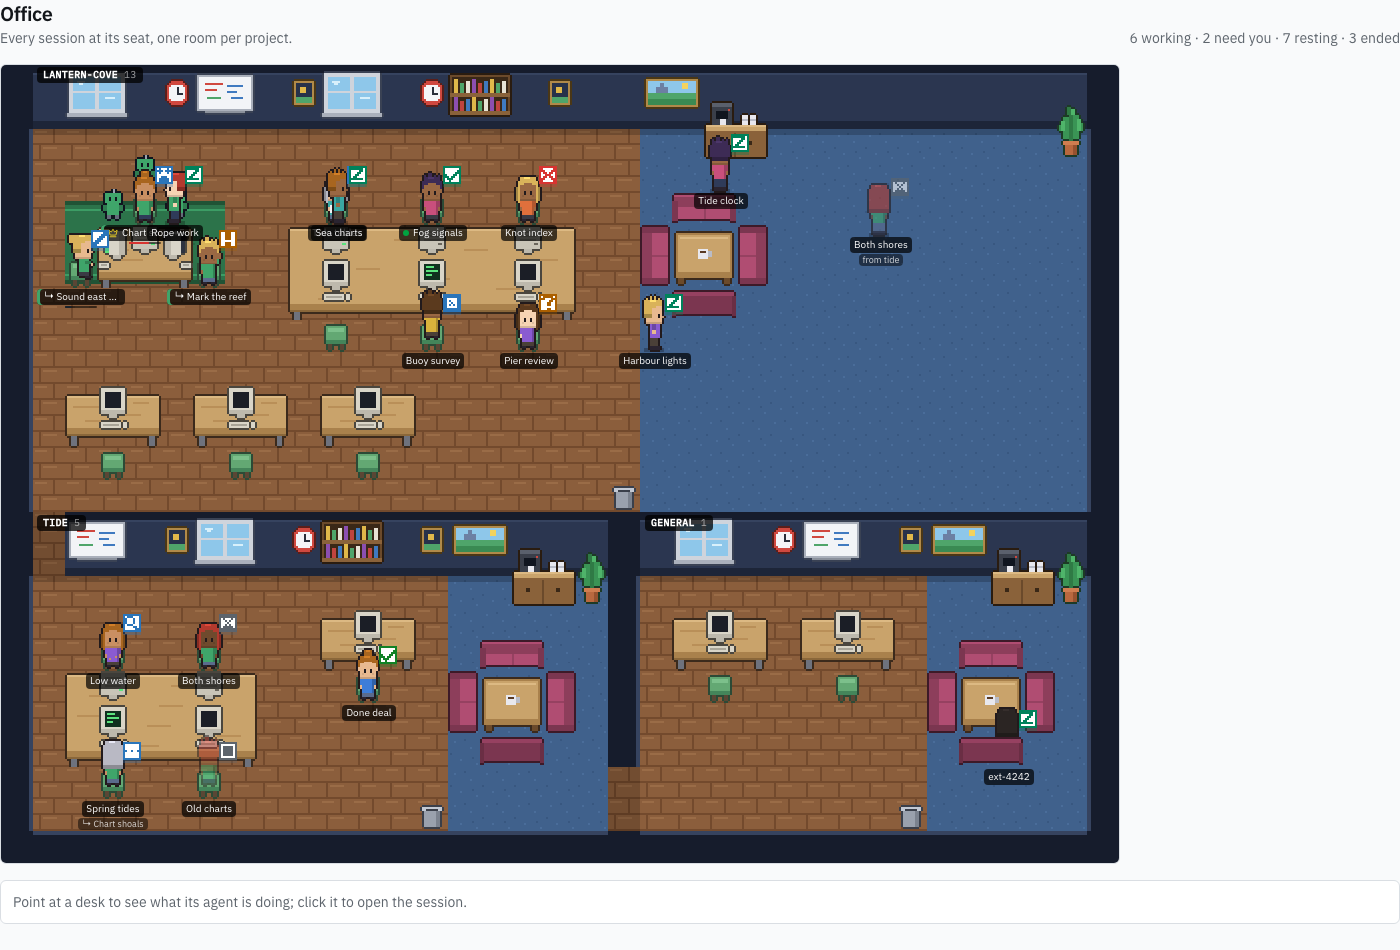 Office
Every session at its seat, one room per project.
6 working · 2 need you · 7 resting · 3 ended
LANTERN-COVE 13
Tide clock
Chart
Rope work
Sea charts
Fog signals
Knot index
Both shores
from tide
↳ Sound east ...
↳ Mark the reef
Buoy survey
Pier review
Harbour lights
TIDE 5
GENERAL 1
Low water
Both shores
Done deal
ext-4242
Spring tides
↳ Chart shoals
Old charts
Point at a desk to see what its agent is doing; click it to open the session.